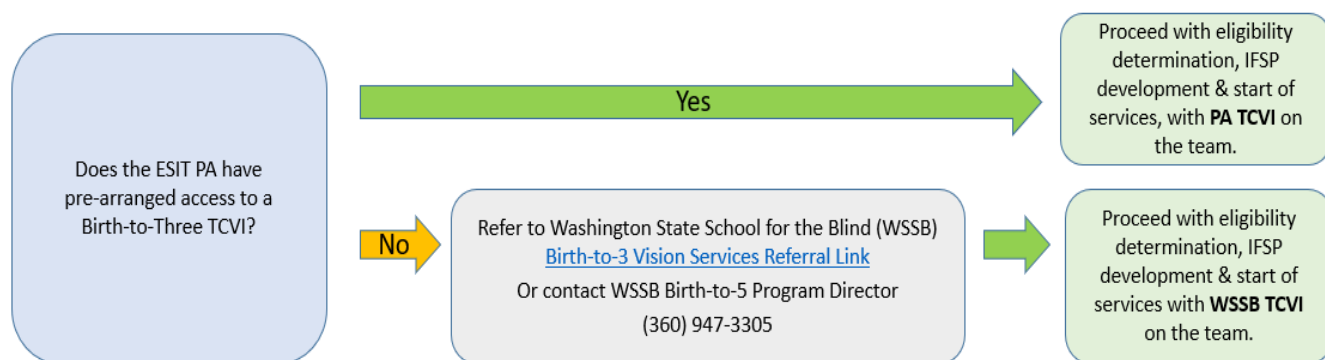 Does the ESIT PA have
pre-arranged access to a
Birth-to-Three TCVI?
Yes
Proceed with eligibility
determination, IFSP
development & start of
services, with PA TCVI on
the team.
No
Refer to Washington State School for the Blind (WSSB)
Birth-to-3 Vision Services Referral Link
Or contact WSSB Birth-to-5 Program Director
(360) 947-3305
Proceed with eligibility
determination, IFSP
development & start of
services with WSSB TCVI
on the team.